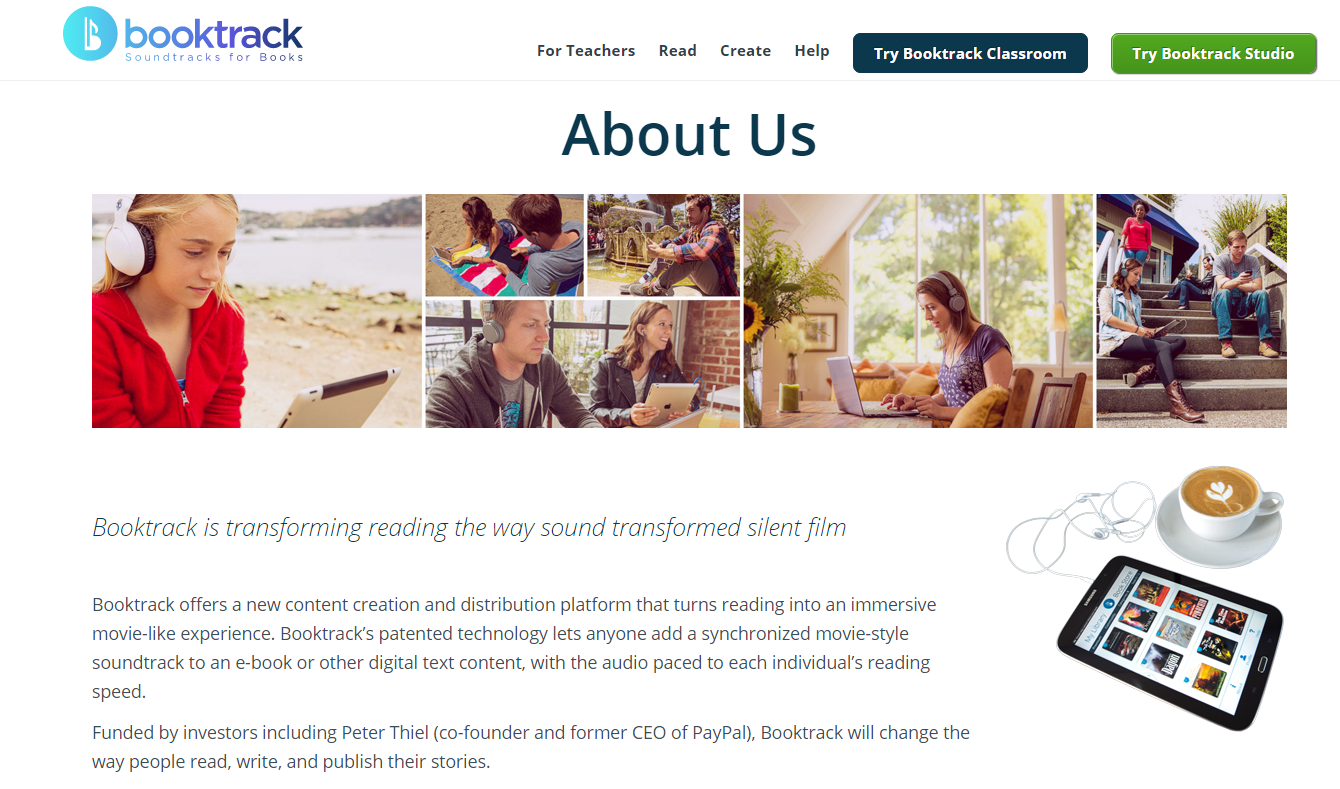 booktrack
Soundtracks for Books
For Teachers Read Create Help Try Booktrack Classroom Try Booktrack Studio
About Us
Booktrack is transforming reading the way sound transformed silent film
Booktrack offers a new content creation and distribution platform that turns reading into an immersive
movie-like experience. Booktrack’s patented technology lets anyone add a synchronized movie-style
soundtrack to an e-book or other digital text content, with the audio paced to each individual’s reading
speed.
Funded by investors including Peter Thiel (co-founder and former CEO of PayPal), Booktrack will change the
way people read, write, and publish their stories.
SAMSUNG
My Library
Book Store